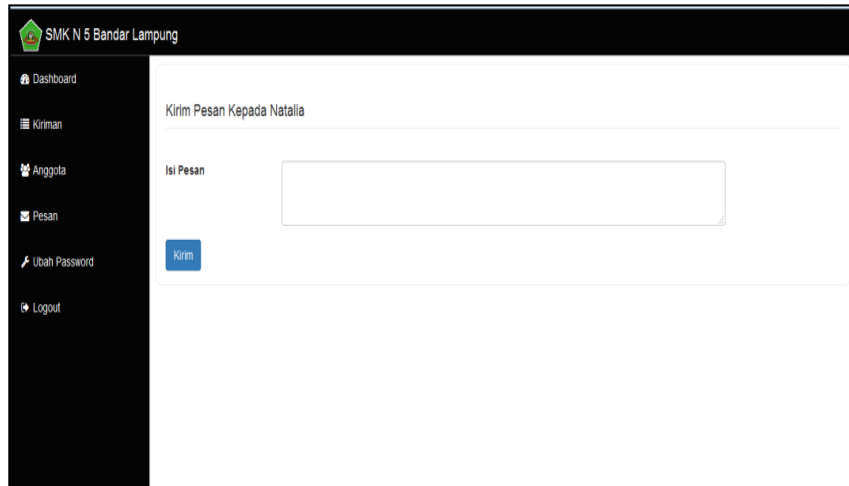 SMK N 5 Bandar Lampung
Dashboard
Kiriman
Anggota
Pesan
Ubah Password
Logout
Kirim Pesan Kepada Natalia
Isi Pesan
Kirim